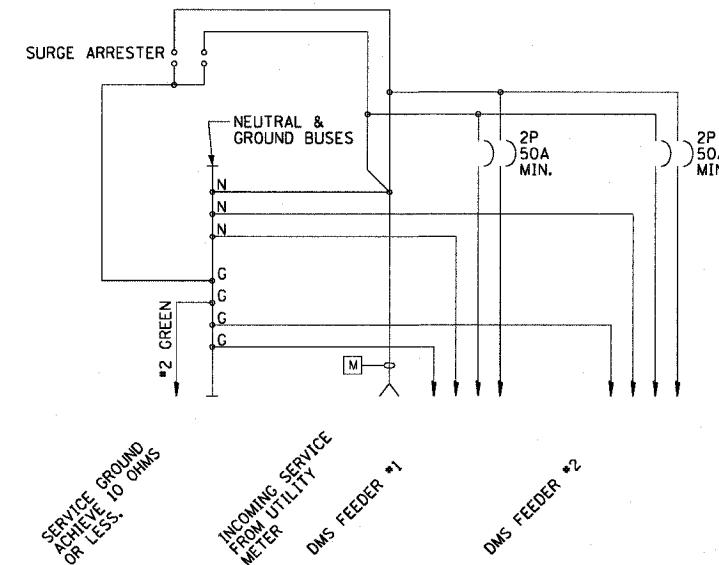 SURGE ARRESTER
NEUTRAL &
GROUND BUSES
2P
50A
MIN.
2P
50A
MIN
N
N
N
G
G
G
G
#2 GREEN
M
SERVICE GROUND
ACHIEVE 10 OHMS
OR LESS.
INCOMING SERVICE
FROM UTILITY
METER
DMS FEEDER #1
DMS FEEDER #2